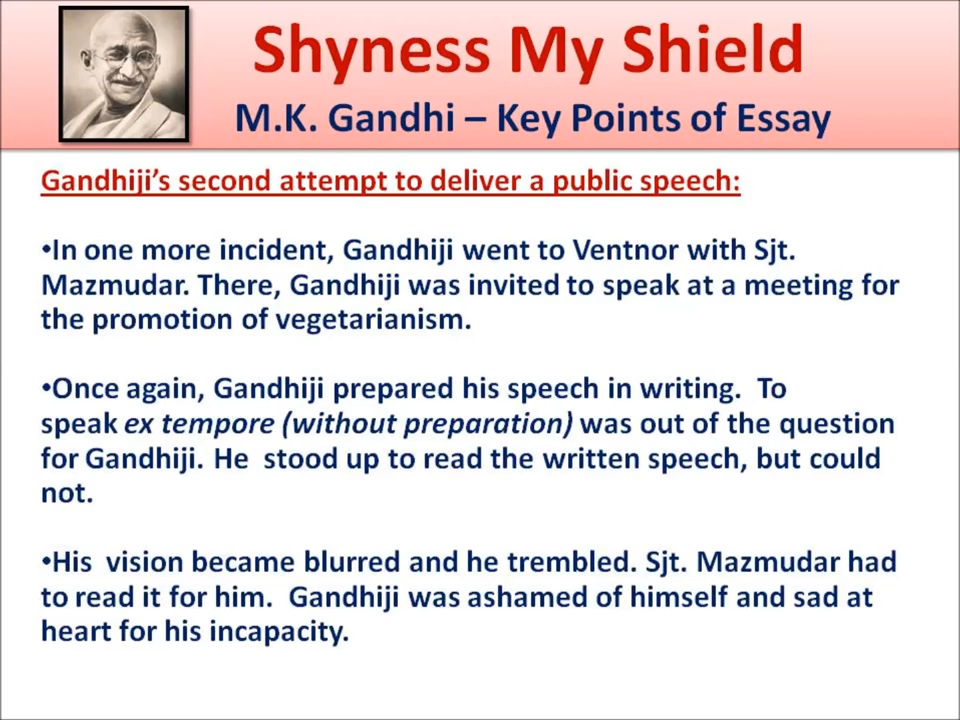 Shyness My Shield
M.K. Gandhi – Key Points of Essay
Gandhiji’s second attempt to deliver a public speech:
•In one more incident, Gandhiji went to Ventnor with Sjt.
Mazmudar. There, Gandhiji was invited to speak at a meeting for
the promotion of vegetarianism.
•Once again, Gandhiji prepared his speech in writing.  To
speak ex tempore (without preparation) was out of the question
for Gandhiji. He  stood up to read the written speech, but could
not.
•His  vision became blurred and he trembled. Sjt. Mazmudar had
to read it for him.  Gandhiji was ashamed of himself and sad at
heart for his incapacity.